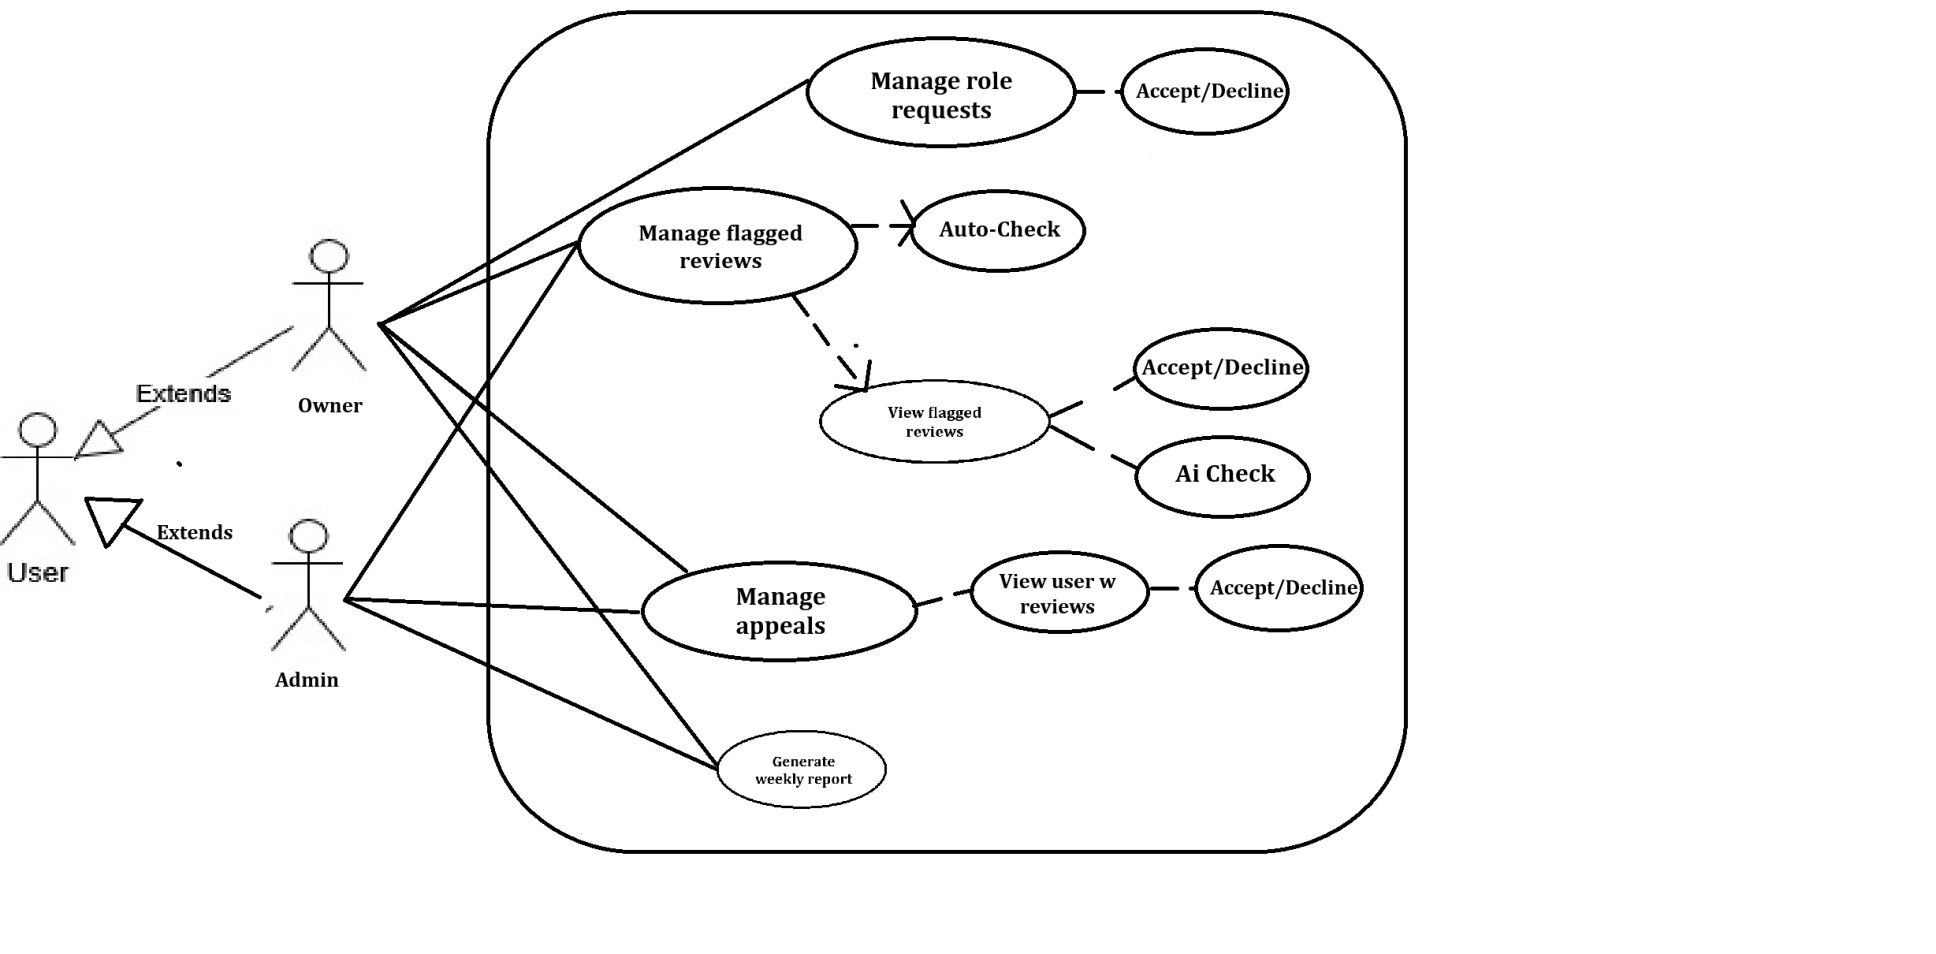 Manage role
requests
Accept/Decline
Manage flagged
reviews
Auto-Check
Extends
Owner
Accept/Decline
View flagged
reviews
Ai Check
Extends
User
Admin
Manage
appeals
View user w
reviews
Accept/Decline
Generate
weekly report